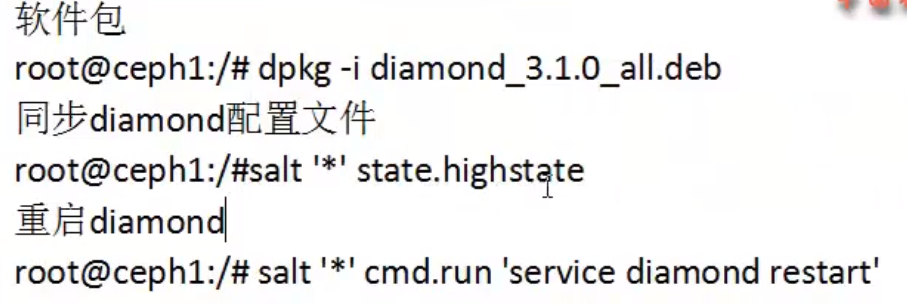 软件包
root@ceph1:/# dpkg -i diamond_3.1.0_all.deb
同步diamond配置文件
root@ceph1:/#salt '*' state.highstate
重启diamond
root@ceph1:/# salt '*' cmd.run 'service diamond restart'